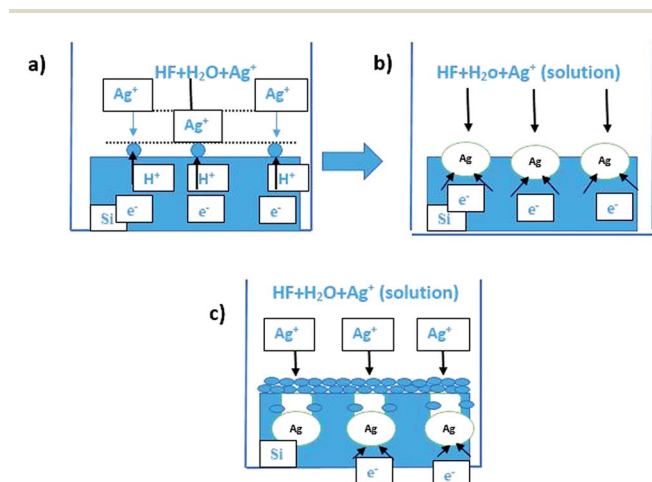 a)
HF+H₂O+Ag⁺
Ag⁺
Ag⁺
Ag⁺
H⁺
H⁺
H⁺
Si
e⁻
e⁻
e⁻
b)
HF+H₂o+Ag⁺ (solution)
Ag
Ag
Ag
Si
e⁻
e⁻
e⁻
c)
HF+H₂O+Ag⁺ (solution)
Ag⁺
Ag⁺
Ag⁺
Ag
Ag
Ag
Si
e⁻
e⁻